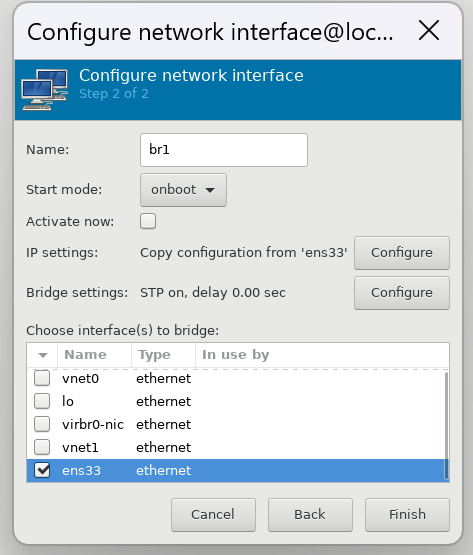 Configure network interface@loc...
Configure network interface
Step 2 of 2
Name: br1
Start mode: onboot
Activate now:
IP settings: Copy configuration from 'ens33' Configure
Bridge settings: STP on, delay 0.00 sec Configure
Choose interface(s) to bridge:
Name Type In use by
vnet0 ethernet
lo ethernet
virbr0-nic ethernet
vnet1 ethernet
ens33 ethernet
Cancel Back Finish